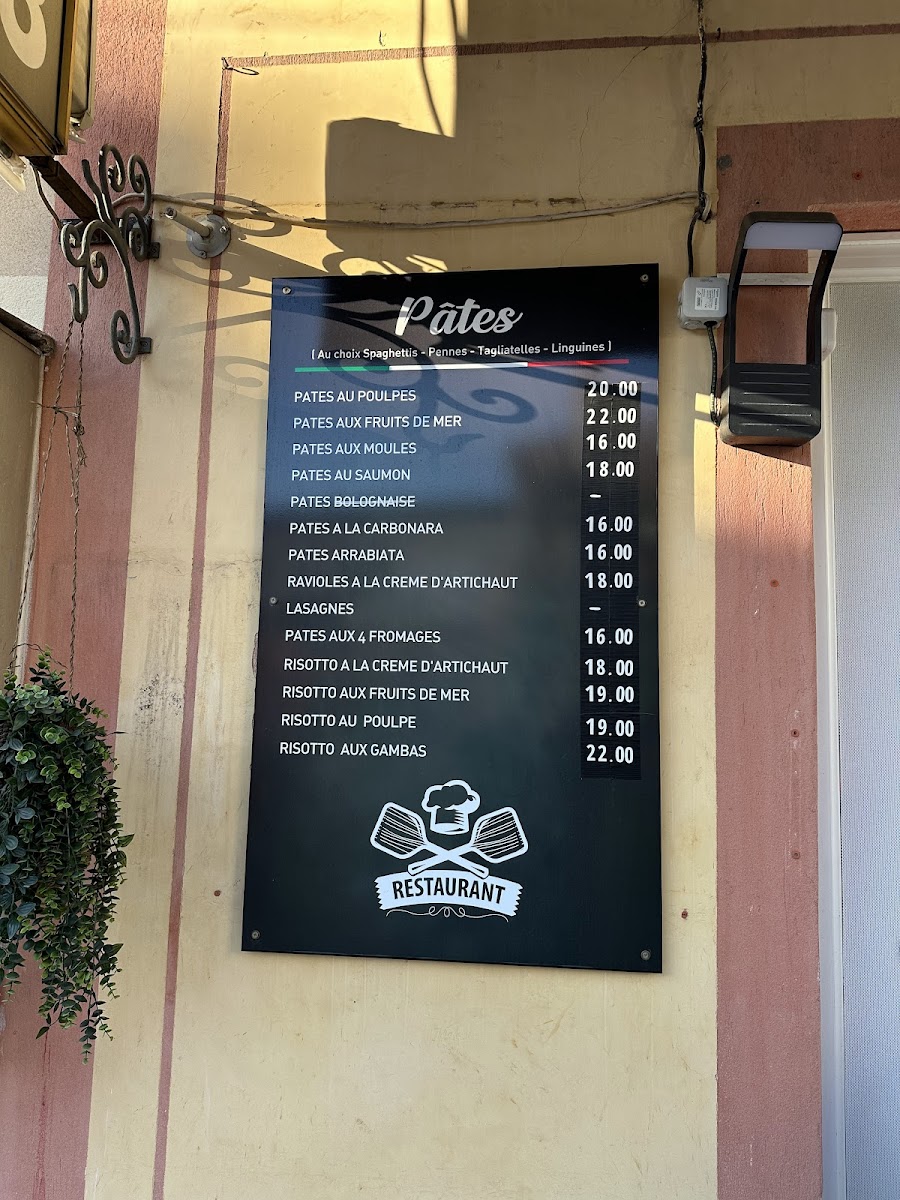 Pâtes
( Au choix Spaghettis - Pennes - Tagliatelles - Linguines )
PATES AU POULPES 20.00
PATES AUX FRUITS DE MER 22.00
PATES AUX MOULES 16.00
PATES AU SAUMON 18.00
PATES BOLOGNAISE –
PATES A LA CARBONARA 16.00
PATES ARRABIATA 16.00
RAVIOLES A LA CREME D'ARTICHAUT 18.00
LASAGNES –
PATES AUX 4 FROMAGES 16.00
RISOTTO A LA CREME D'ARTICHAUT 18.00
RISOTTO AUX FRUITS DE MER 19.00
RISOTTO AU POULPE 19.00
RISOTTO AUX GAMBAS 22.00
RESTAURANT